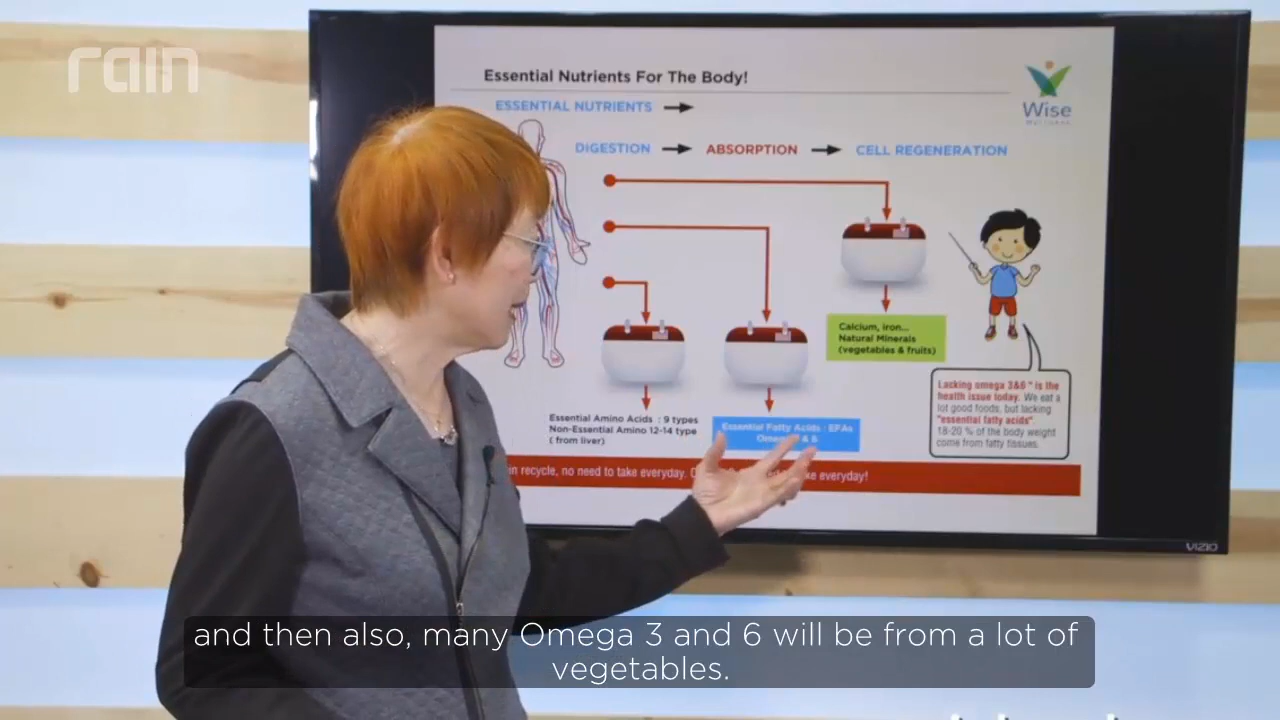 rain
Essential Nutrients For The Body!
Wise
ESSENTIAL NUTRIENTS
DIGESTION
ABSORPTION
CELL REGENERATION
Calcium, iron...
Natural Minerals
(vegetables & fruits)
Lacking omega 3&6 " is the
health issue today. We eat a
lot good foods, but lacking
"essential fatty acids"
18-20 % of the body weight
come from fatty tissues.
Essential Amino Acids : 9 types
Non-Essential Amino 12-14 type
( from liver)
Essential Fatty Acids : EFAs
& 6
recycle, no need to take everyday.
everyday!
VIZIO
and then also, many Omega 3 and 6 will be from a lot of
vegetables.